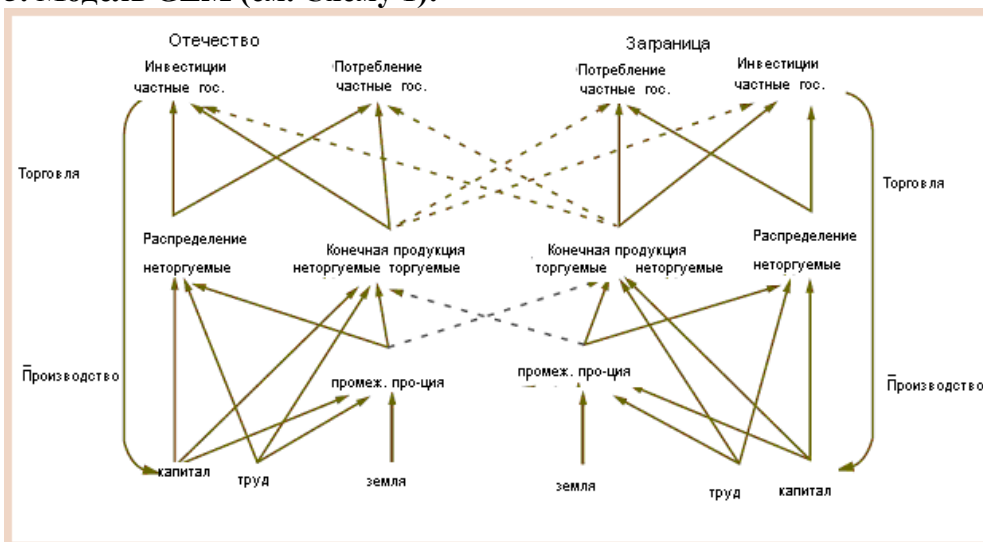 Отечество
Заграница
Инвестиции
частные гос.
Потребление
частные гос.
Потребление
частные гос.
Инвестиции
частные гос.
Торговля
Торговля
Распределение
неторгуемые
Конечная продукция
неторгуемые торгуемые
Конечная продукция
торгуемые неторгуемые
Распределение
неторгуемые
Производство
Производство
промеж. про-ция
промеж. про-ция
капитал
труд
земля
земля
труд
капитал